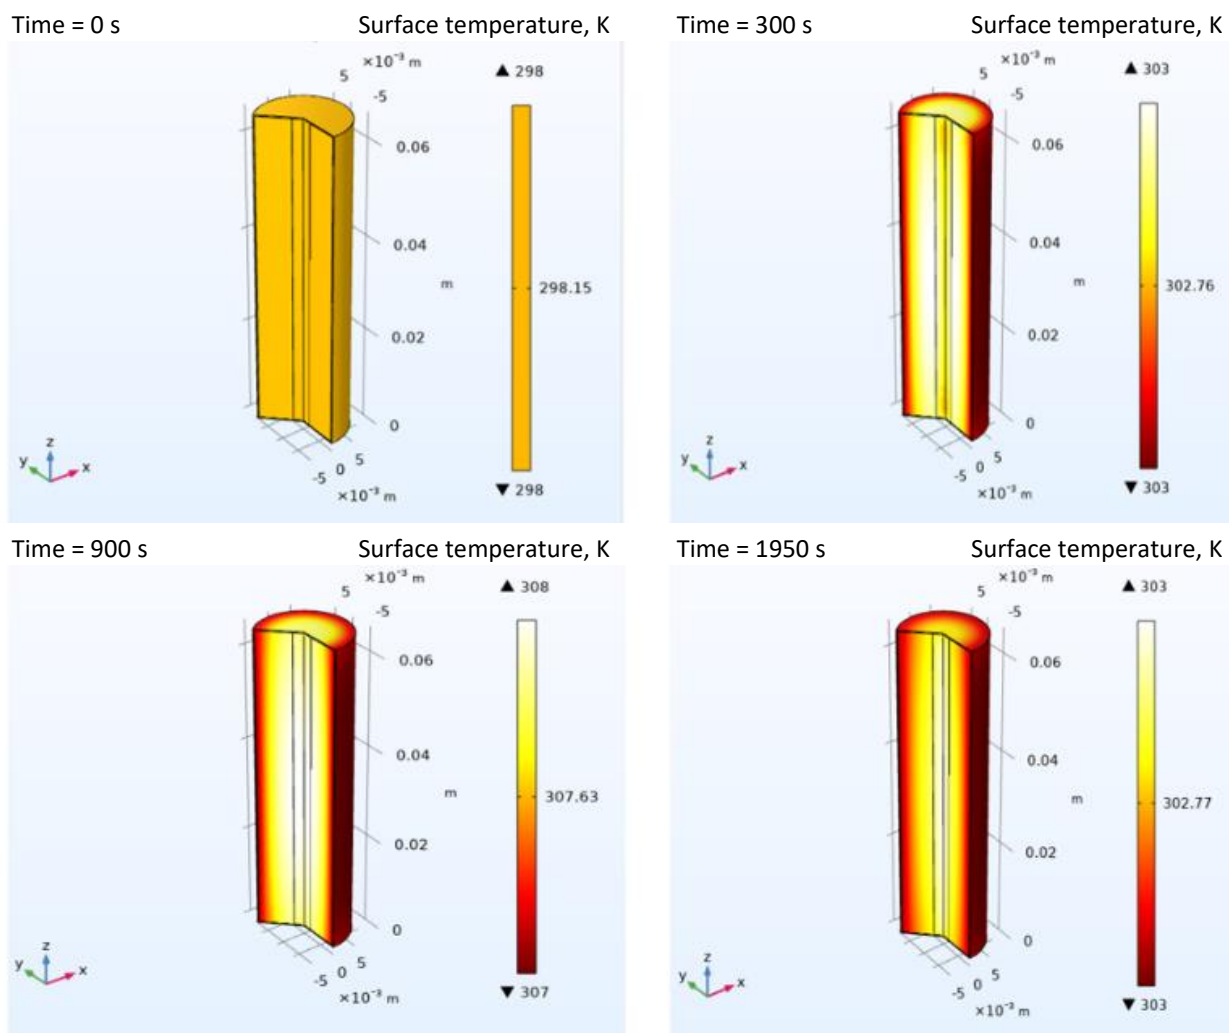 Time = 0 s Surface temperature, K
×10⁻³ m
5
-5
▲ 298
0.06
0.04
m
298.15
0.02
0
▼ 298
5
0
-5
×10⁻³ m
z
y
x
Time = 300 s Surface temperature, K
×10⁻³ m
5
-5
▲ 303
0.06
0.04
m
302.76
0.02
0
▼ 303
5
0
-5
×10⁻³ m
z
y
x
Time = 900 s Surface temperature, K
×10⁻³ m
5
-5
▲ 308
0.06
0.04
m
307.63
0.02
0
▼ 307
5
0
-5
×10⁻³ m
z
y
x
Time = 1950 s Surface temperature, K
×10⁻³ m
5
-5
▲ 303
0.06
0.04
m
302.77
0.02
0
▼ 303
5
0
-5
×10⁻³ m
z
y
x